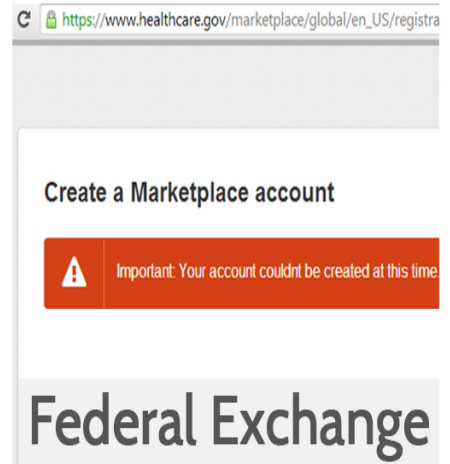 https://www.healthcare.gov/marketplace/global/en_US/registra
Create a Marketplace account
Important: Your account couldnt be created at this time.
Federal Exchange